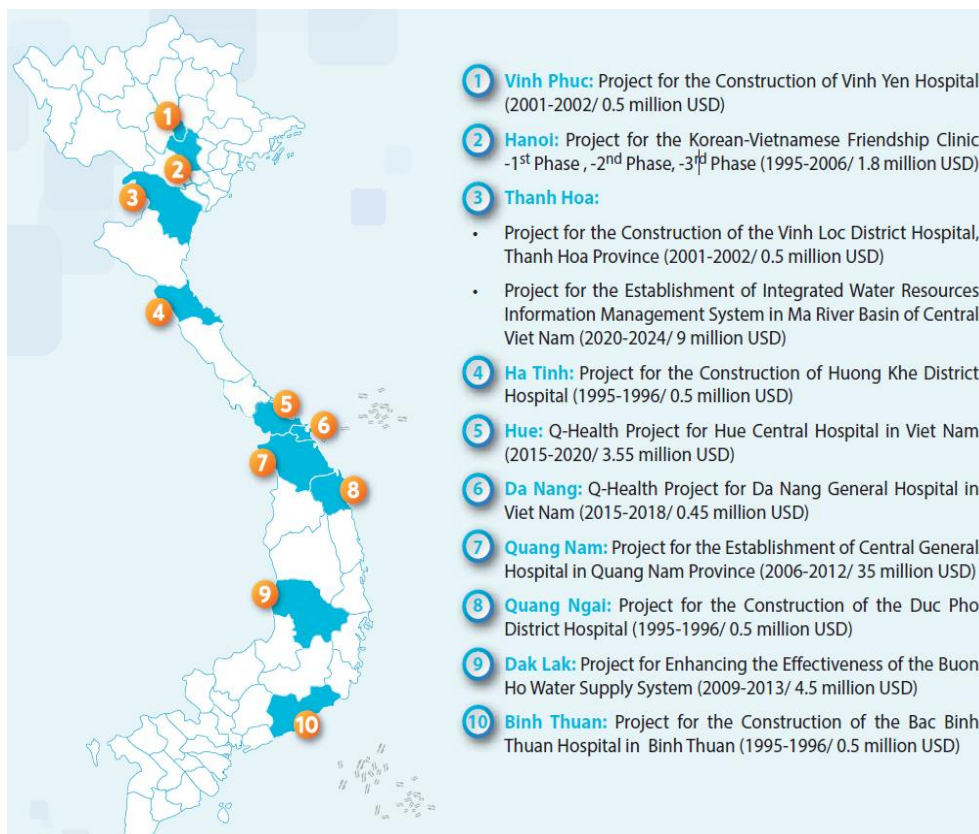 1 Vinh Phuc: Project for the Construction of Vinh Yen Hospital
(2001-2002/ 0.5 million USD)
2 Hanoi: Project for the Korean-Vietnamese Friendship Clinic
-1st Phase , -2nd Phase, -3rd Phase (1995-2006/ 1.8 million USD)
3 Thanh Hoa:
• Project for the Construction of the Vinh Loc District Hospital,
Thanh Hoa Province (2001-2002/ 0.5 million USD)
• Project for the Establishment of Integrated Water Resources
Information Management System in Ma River Basin of Central
Viet Nam (2020-2024/ 9 million USD)
4 Ha Tinh: Project for the Construction of Huong Khe District
Hospital (1995-1996/ 0.5 million USD)
5 Hue: Q-Health Project for Hue Central Hospital in Viet Nam
(2015-2020/ 3.55 million USD)
6 Da Nang: Q-Health Project for Da Nang General Hospital in
Viet Nam (2015-2018/ 0.45 million USD)
7 Quang Nam: Project for the Establishment of Central General
Hospital in Quang Nam Province (2006-2012/ 35 million USD)
8 Quang Ngai: Project for the Construction of the Duc Pho
District Hospital (1995-1996/ 0.5 million USD)
9 Dak Lak: Project for Enhancing the Effectiveness of the Buon
Ho Water Supply System (2009-2013/ 4.5 million USD)
10 Binh Thuan: Project for the Construction of the Bac Binh
Thuan Hospital in Binh Thuan (1995-1996/ 0.5 million USD)
1
2
3
4
5
6
7
8
9
10